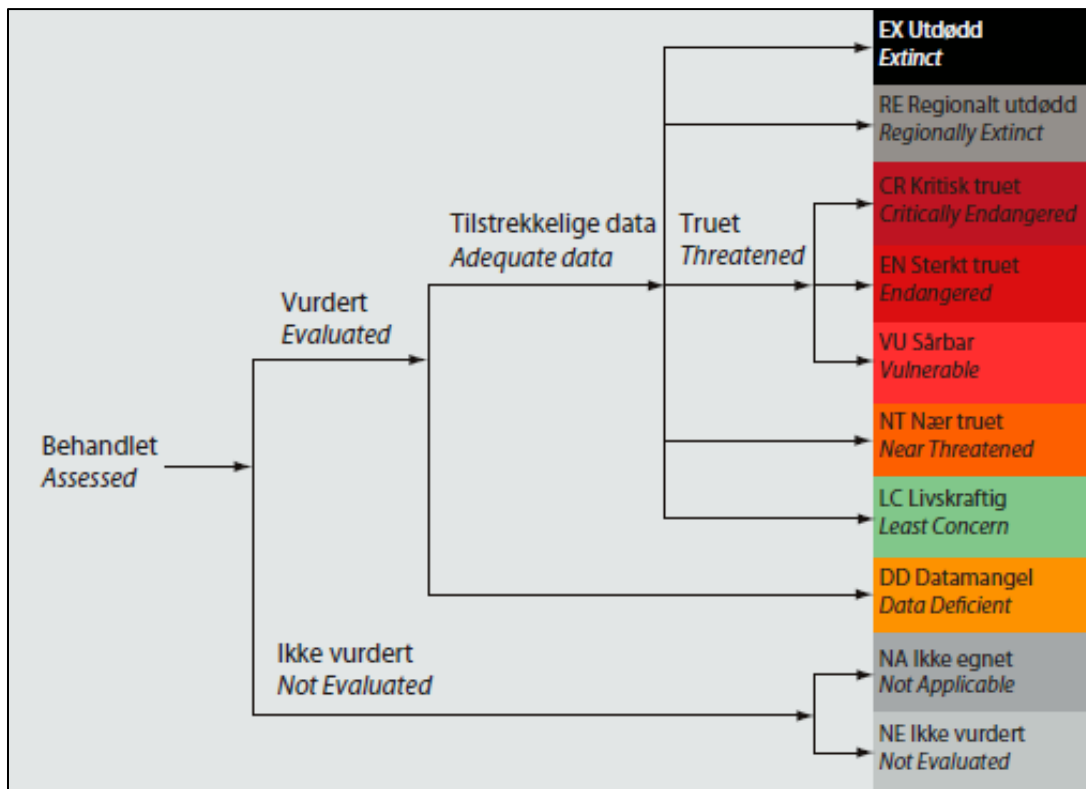 EX Utdødd
Extinct
RE Regionalt utdødd
Regionally Extinct
CR Kritisk truet
Critically Endangered
Tilstrekkelige data
Adequate data
Truet
Threatened
EN Sterkt truet
Endangered
Vurdert
Evaluated
VU Sårbar
Vulnerable
Behandlet
Assessed
NT Nær truet
Near Threatened
LC Livskraftig
Least Concern
DD Datamangel
Data Deficient
Ikke vurdert
Not Evaluated
NA Ikke egnet
Not Applicable
NE Ikke vurdert
Not Evaluated